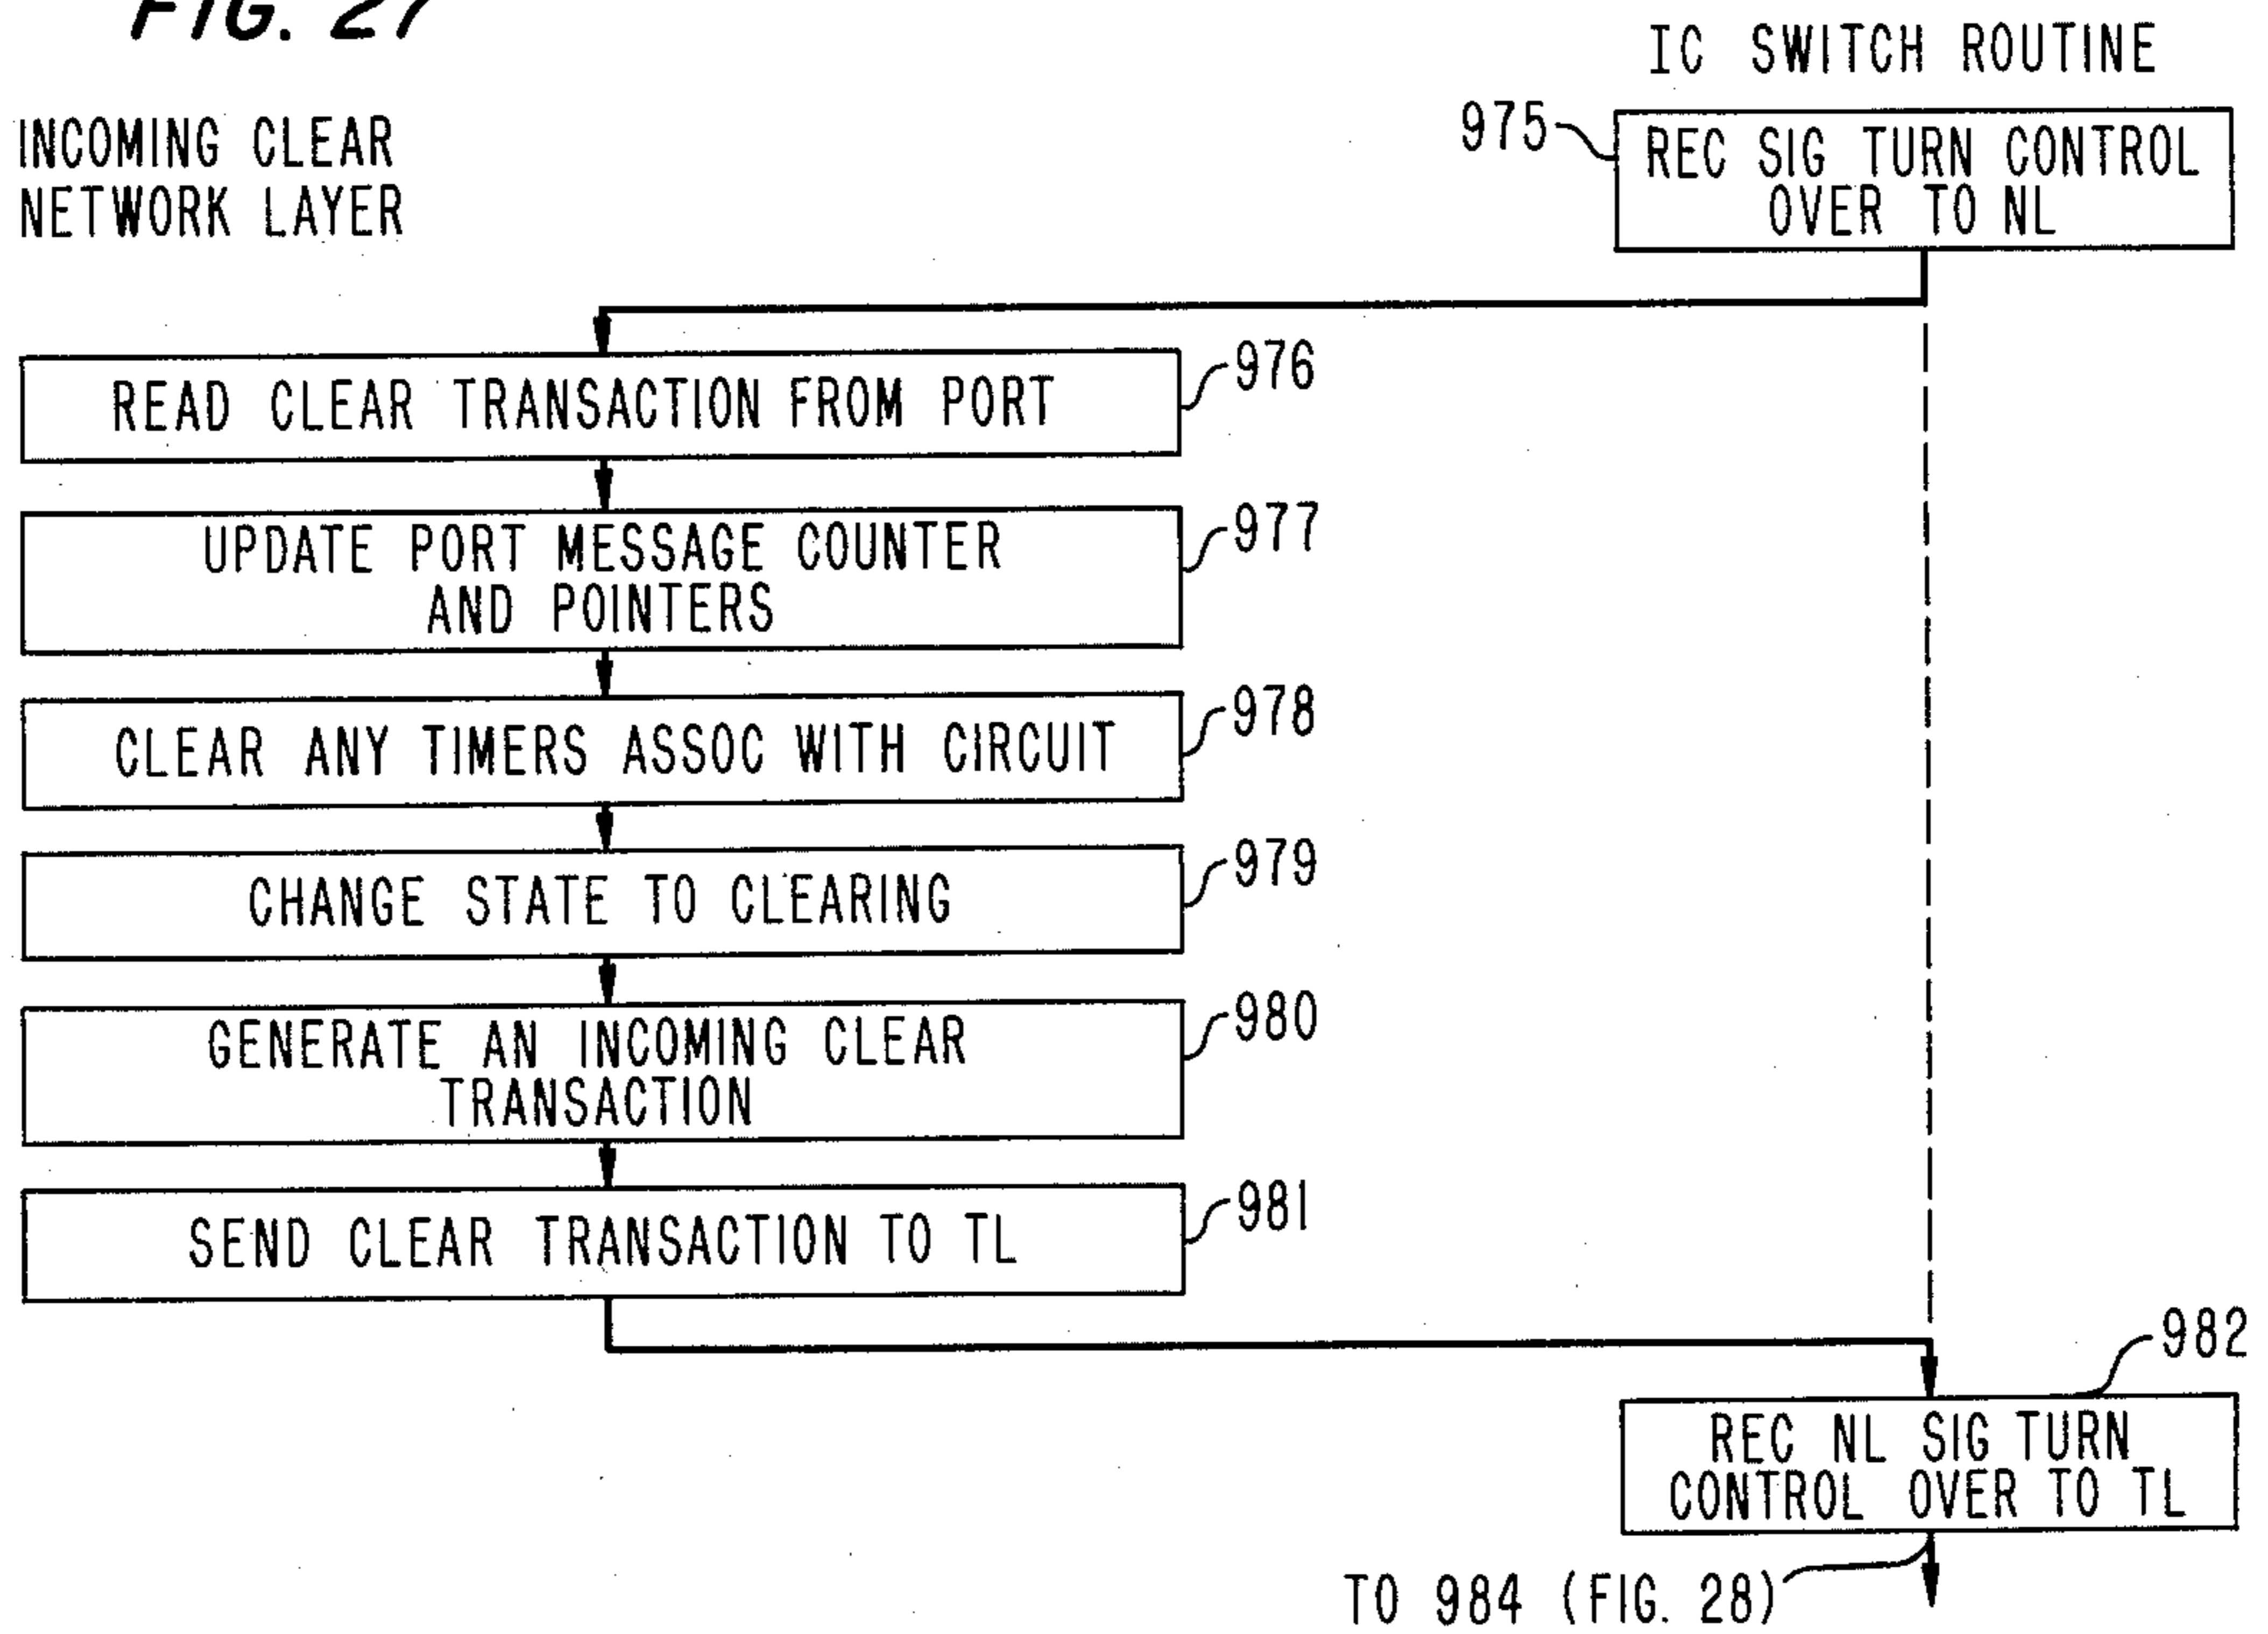 FIG. 27
IC SWITCH ROUTINE
INCOMING CLEAR
NETWORK LAYER
975
REC SIG TURN CONTROL
OVER TO NL
READ CLEAR TRANSACTION FROM PORT
976
UPDATE PORT MESSAGE COUNTER
AND POINTERS
977
CLEAR ANY TIMERS ASSOC WITH CIRCUIT
978
CHANGE STATE TO CLEARING
979
GENERATE AN INCOMING CLEAR
TRANSACTION
980
SEND CLEAR TRANSACTION TO TL
981
982
REC NL SIG TURN
CONTROL OVER TO TL
TO 984 (FIG. 28)